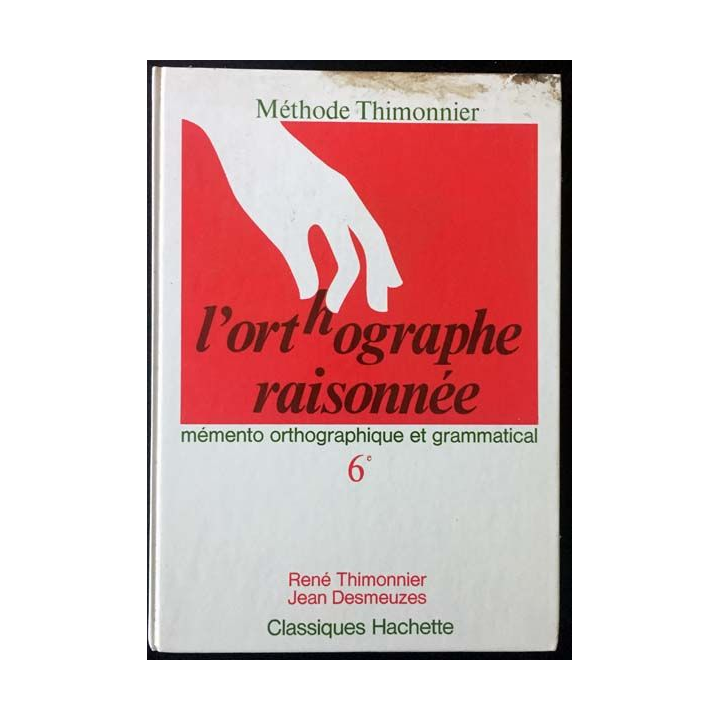 Méthode Thimonnier
l'orthographe
raisonnée
mémento orthographique et grammatical
6e
René Thimonnier
Jean Desmeuzes
Classiques Hachette